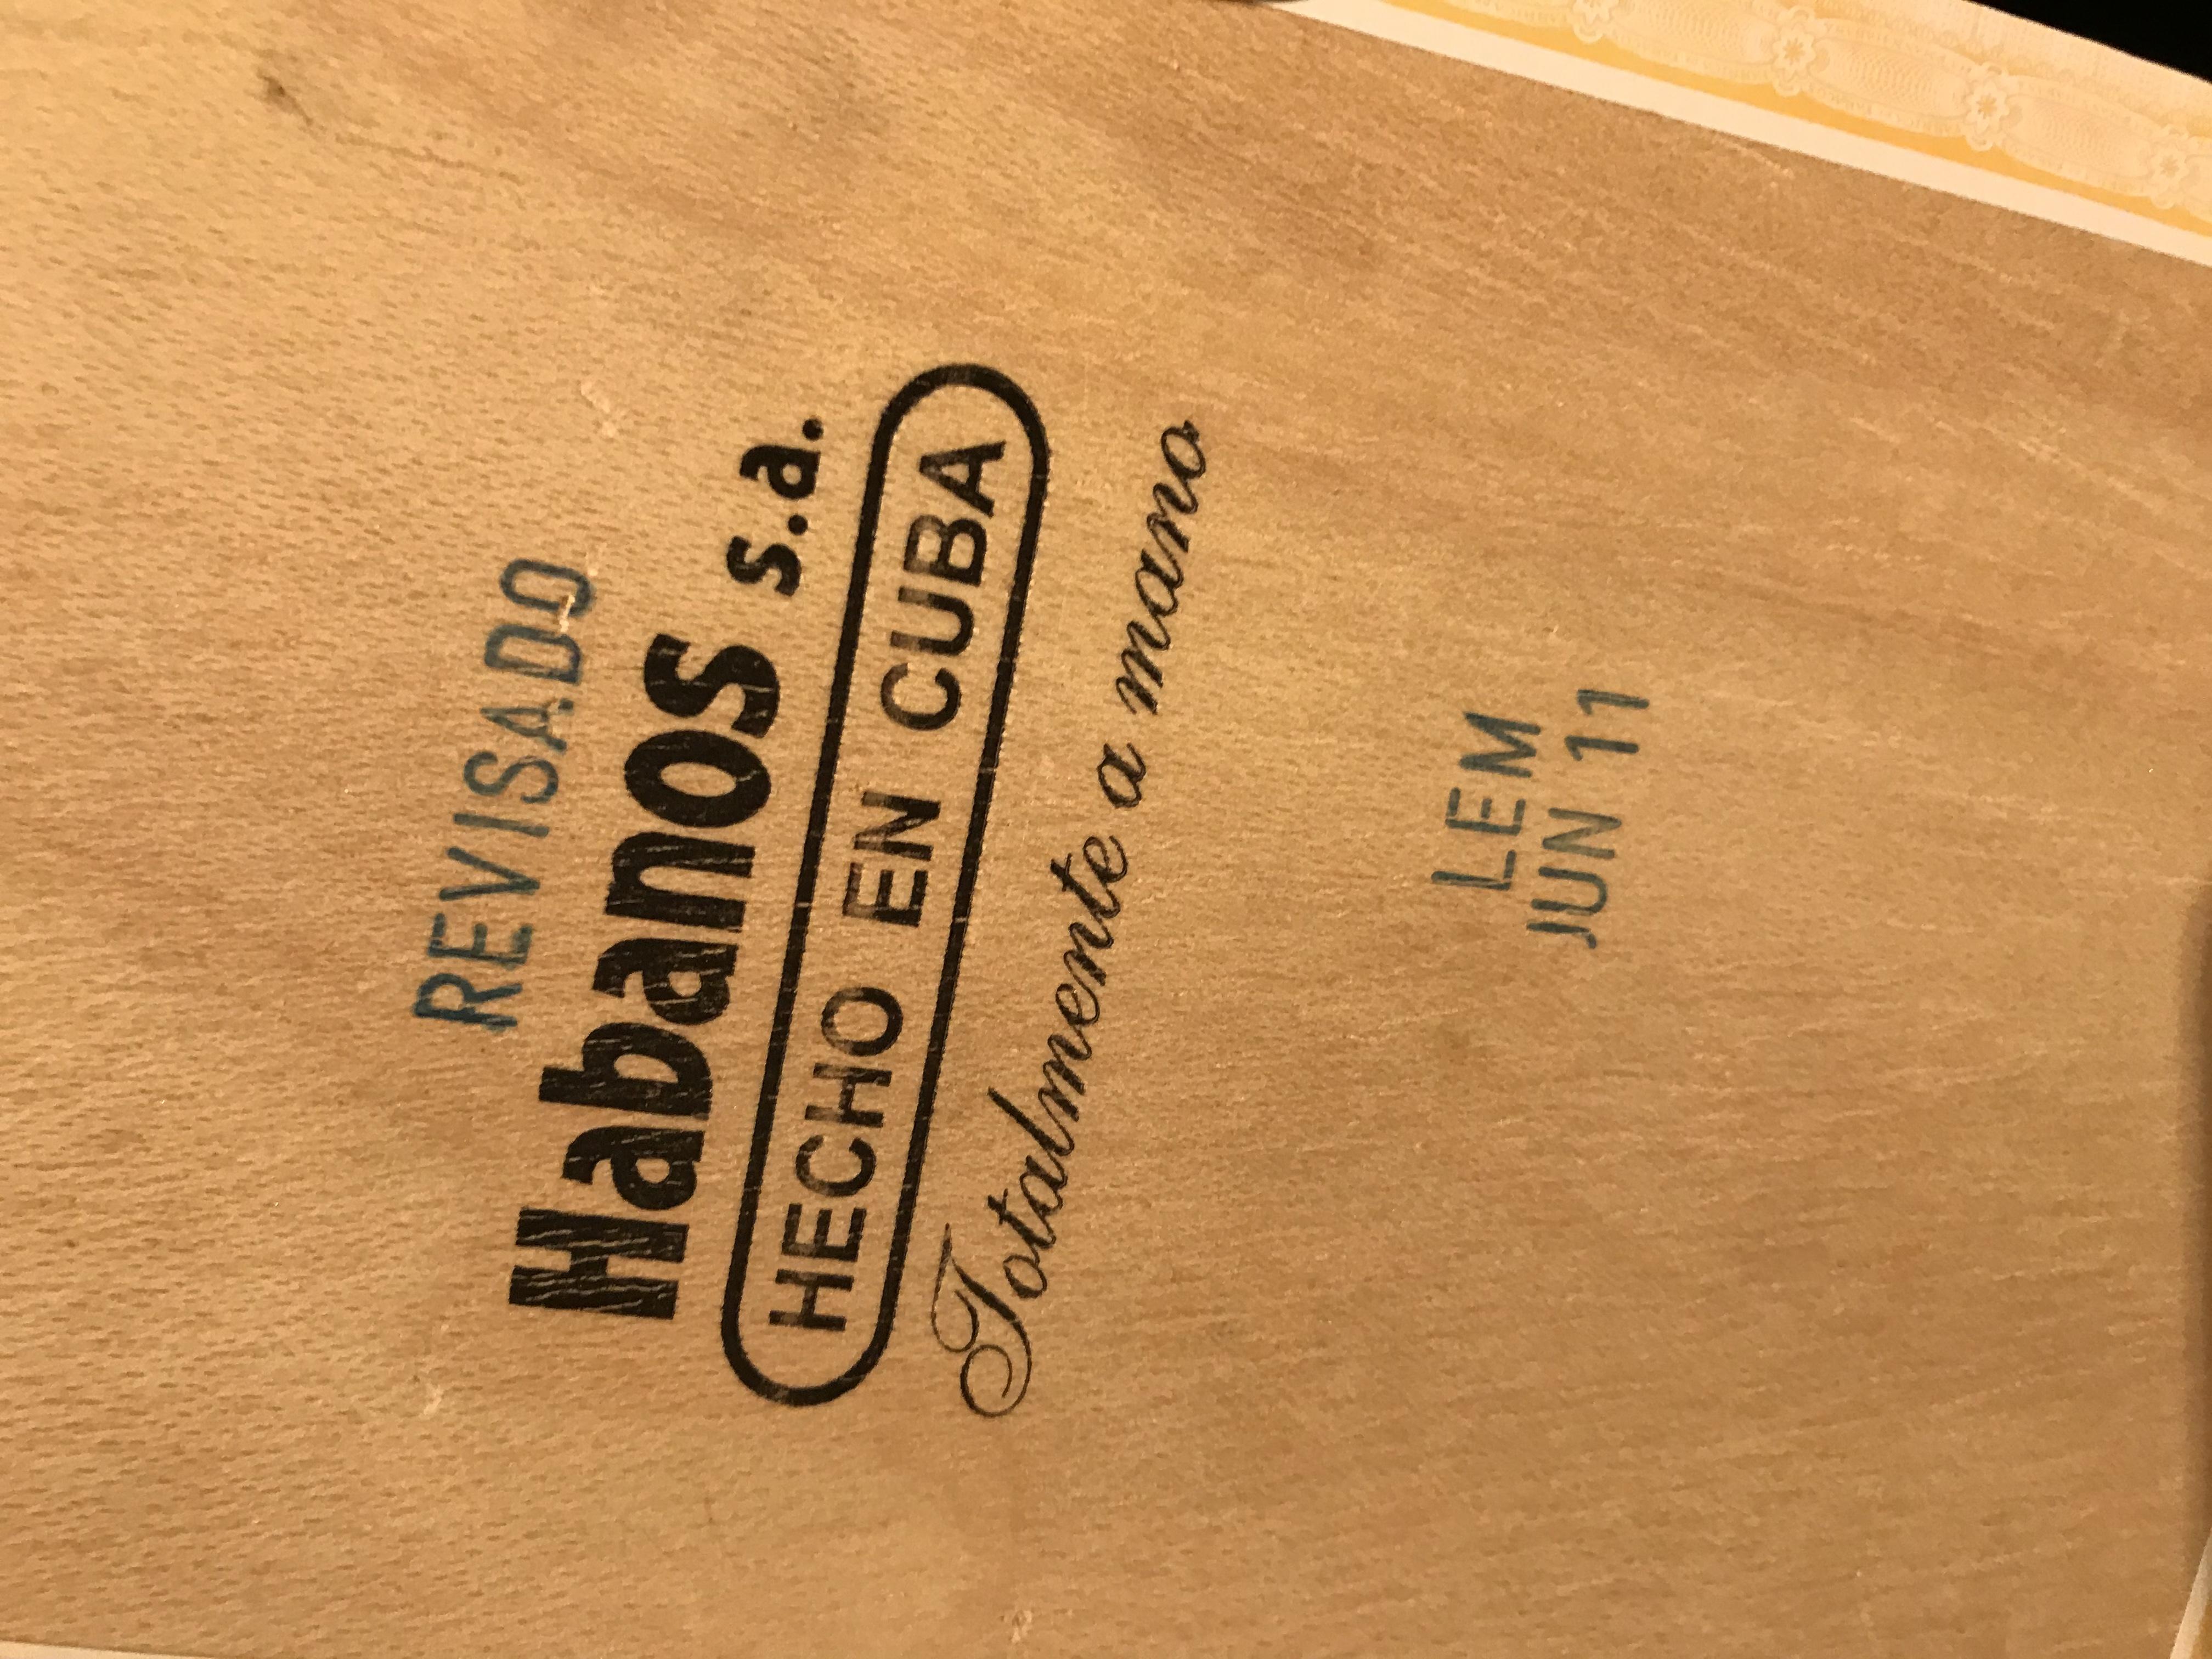 REVISADO
Habanos s.a.
HECHO EN CUBA
Totalmente a mano
LEM
JUN 11